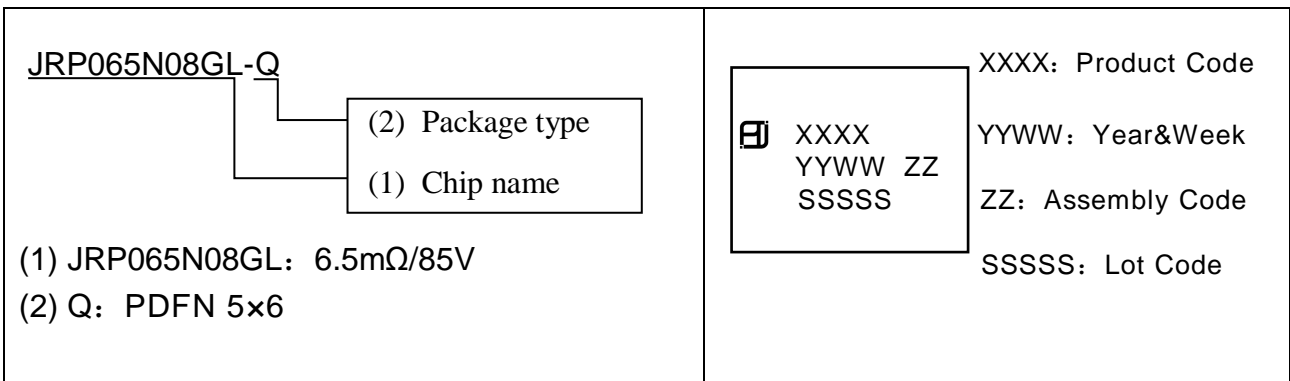 JRP065N08GL-Q
(2) Package type
(1) Chip name
(1) JRP065N08GL：6.5mΩ/85V
(2) Q：PDFN 5×6
XXXX
YYWW ZZ
SSSSS
XXXX：Product Code
YYWW：Year&Week
ZZ：Assembly Code
SSSSS：Lot Code